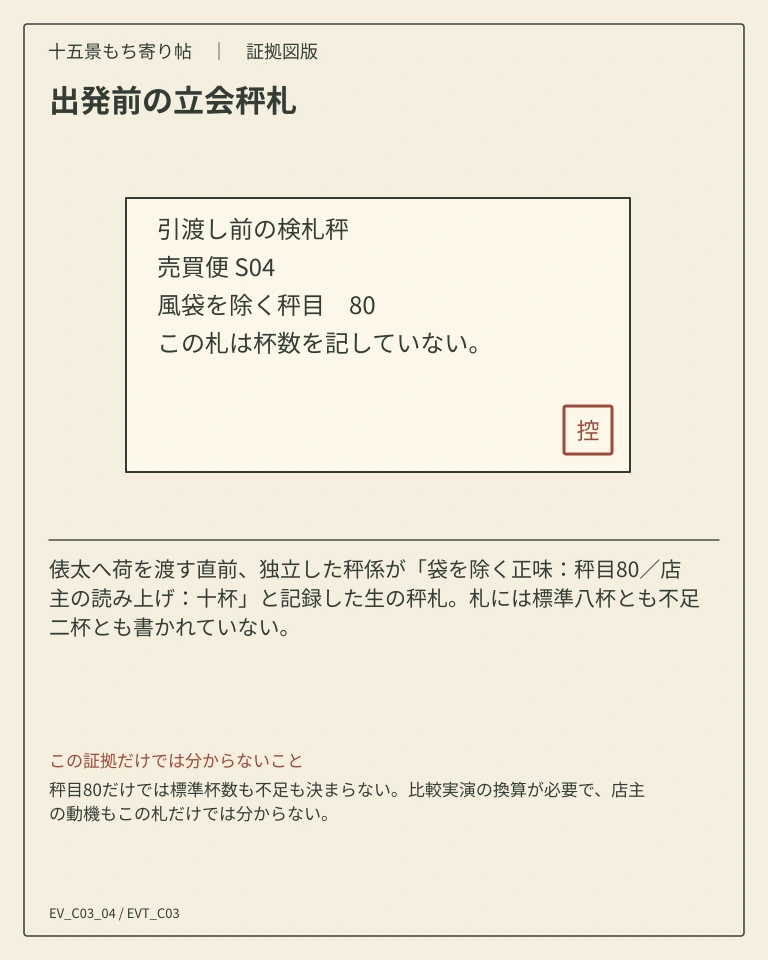 十五景もち寄り帖 ｜ 証拠図版
出発前の立会秤札
引渡し前の検札秤
売買便 S04
風袋を除く秤目　80
この札は杯数を記していない。
控
俵太へ荷を渡す直前、独立した秤係が「袋を除く正味：秤目80／店
主の読み上げ：十杯」と記録した生の秤札。札には標準八杯とも不足
二杯とも書かれていない。
この証拠だけでは分からないこと
秤目80だけでは標準杯数も不足も決まらない。比較実演の換算が必要で、店主
の動機もこの札だけでは分からない。
EV_C03_04 / EVT_C03